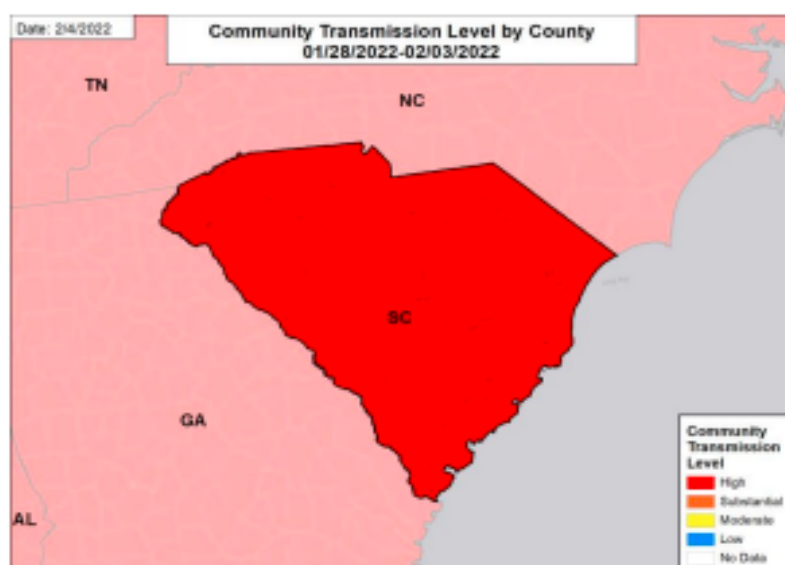 Date: 2/4/2022
Community Transmission Level by County
01/28/2022-02/03/2022
TN
NC
SC
GA
AL
Community
Transmission
Level
High
Substantial
Moderate
Low
No Data